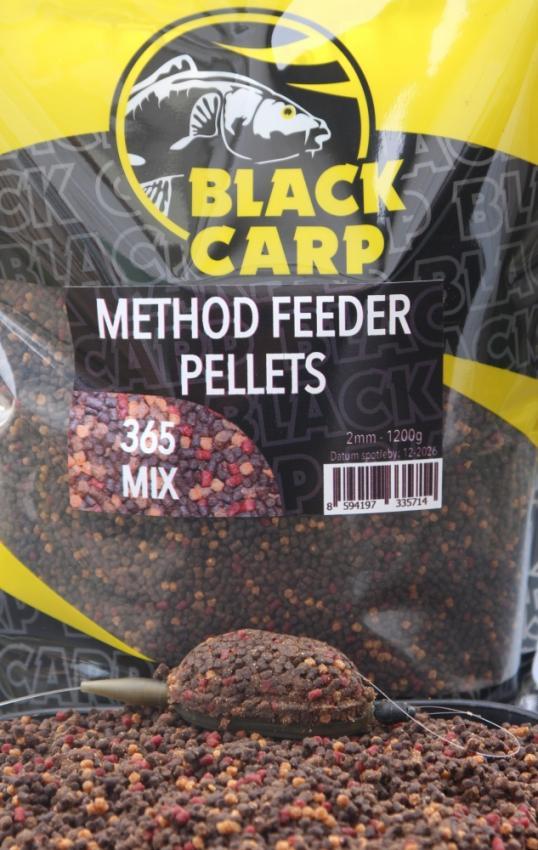 BLACK
CARP
METHOD FEEDER
PELLETS
365
MIX
2mm - 1200g
Datum spotřeby: 12-2026
8 594197 335714